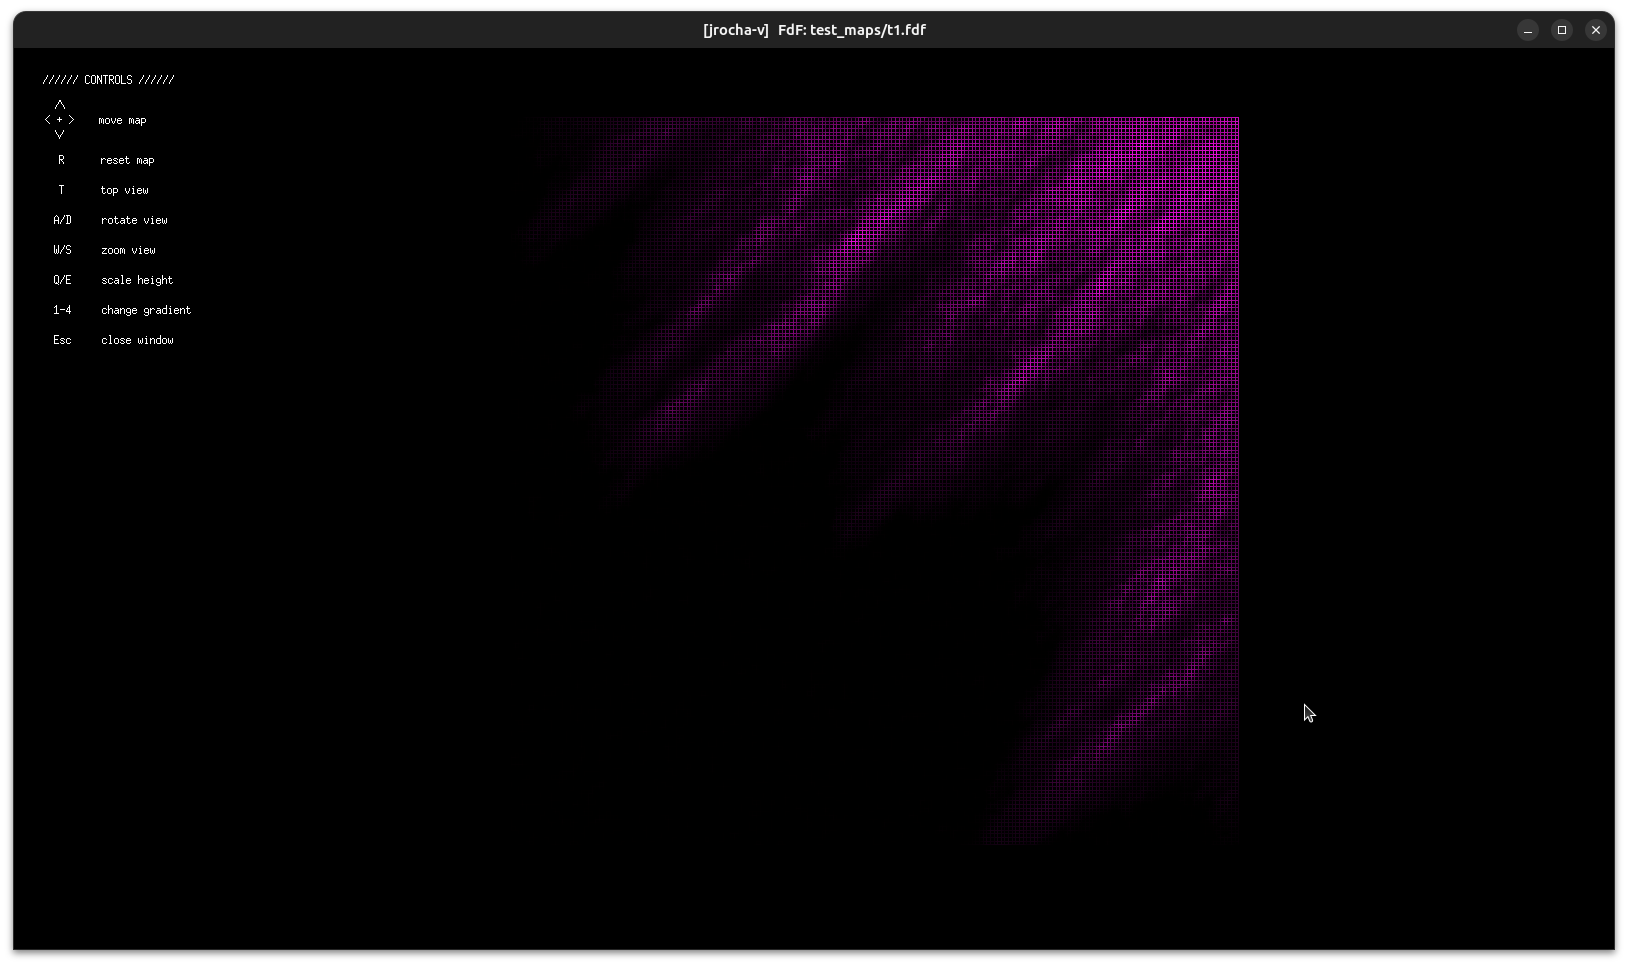 [jrocha-v] FdF: test_maps/t1.fdf
////// CONTROLS //////
^
< + > move map
v
R reset map
T top view
A/D rotate view
W/S zoom view
Q/E scale height
1-4 change gradient
Esc close window